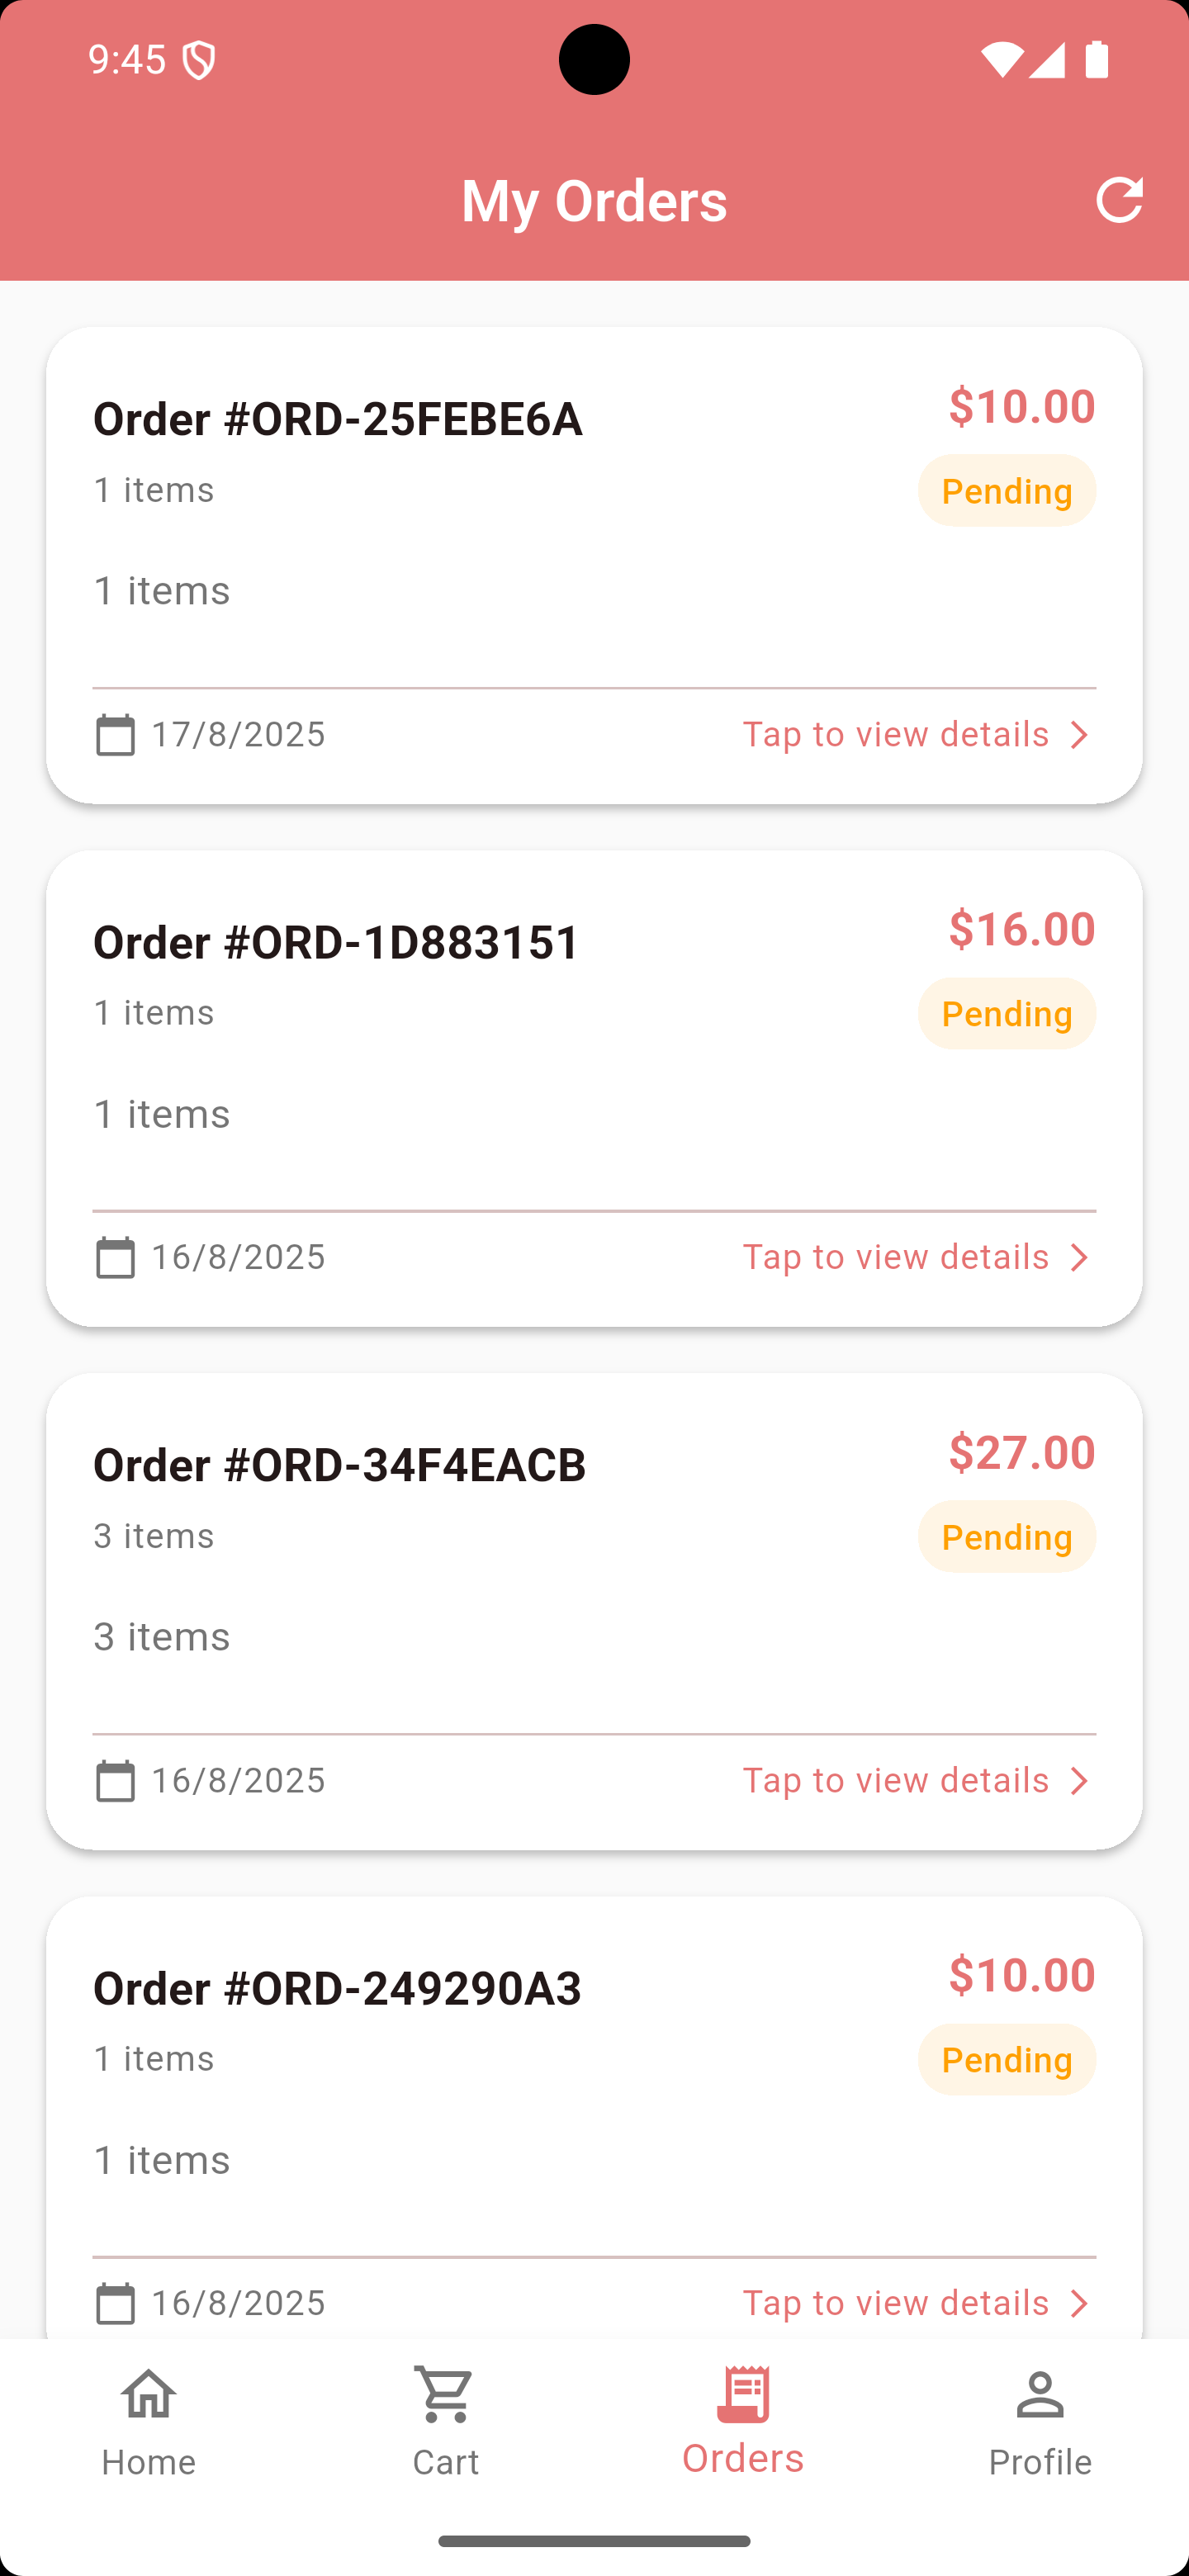 9:45
My Orders
Order #ORD-25FEBE6A
$10.00
1 items
Pending
1 items
17/8/2025
Tap to view details
Order #ORD-1D883151
$16.00
1 items
Pending
1 items
16/8/2025
Tap to view details
Order #ORD-34F4EACB
$27.00
3 items
Pending
3 items
16/8/2025
Tap to view details
Order #ORD-249290A3
$10.00
1 items
Pending
1 items
16/8/2025
Tap to view details
Home
Cart
Orders
Profile